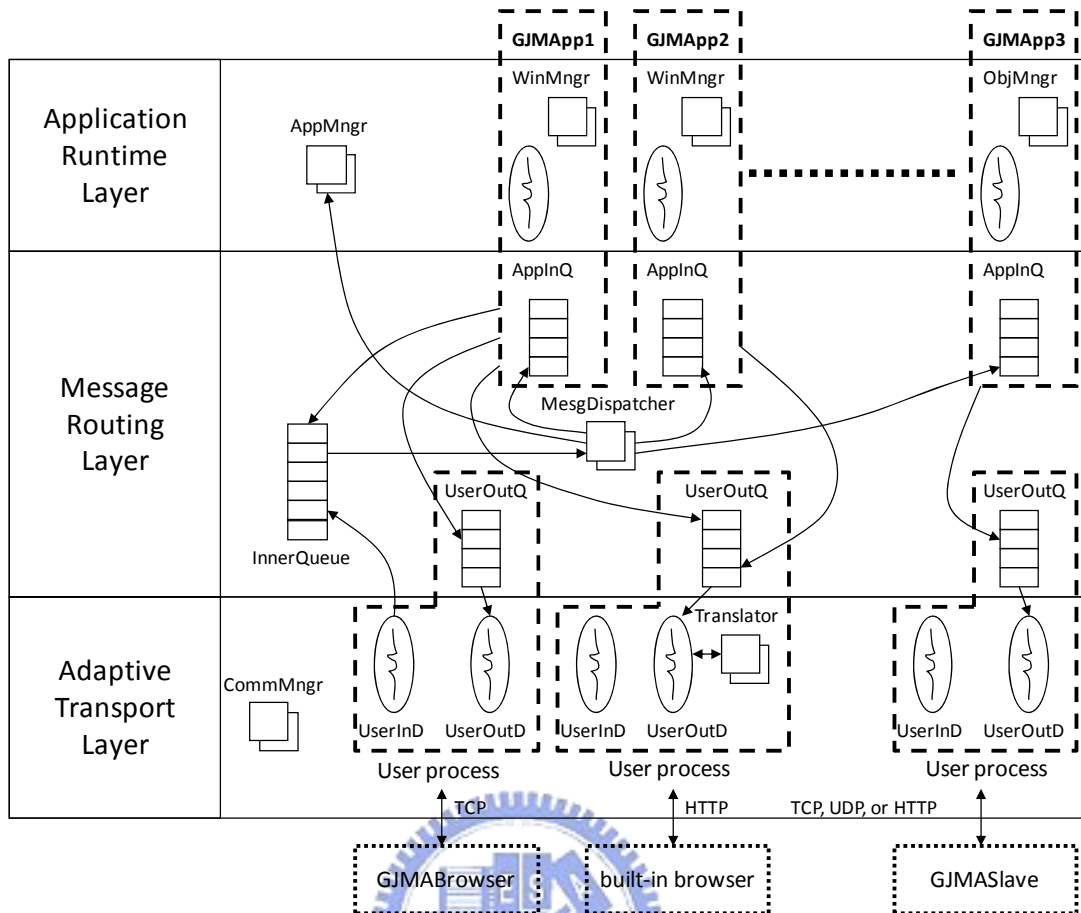 GJMApp1
GJMApp2
GJMApp3
WinMngr
WinMngr
ObjMngr
Application
Runtime
Layer
AppMngr
AppInQ
AppInQ
AppInQ
Message
Routing
Layer
MesgDispatcher
UserOutQ
UserOutQ
UserOutQ
InnerQueue
Adaptive
Transport
Layer
Translator
CommMngr
UserInD
UserOutD
UserInD
UserOutD
UserInD
UserOutD
User process
User process
User process
TCP
HTTP
TCP, UDP, or HTTP
GJMABrowser
built-in browser
GJMASlave